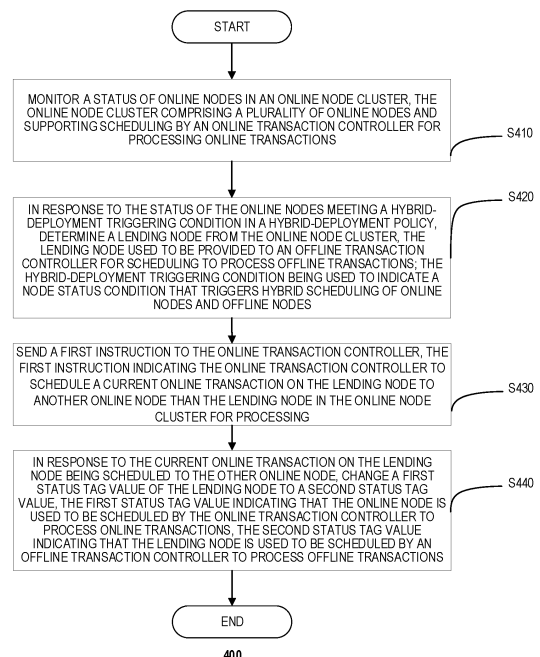 START
MONITOR A STATUS OF ONLINE NODES IN AN ONLINE NODE CLUSTER, THE
ONLINE NODE CLUSTER COMPRISING A PLURALITY OF ONLINE NODES AND
SUPPORTING SCHEDULING BY AN ONLINE TRANSACTION CONTROLLER FOR
PROCESSING ONLINE TRANSACTIONS
S410
IN RESPONSE TO THE STATUS OF THE ONLINE NODES MEETING A HYBRID-
DEPLOYMENT TRIGGERING CONDITION IN A HYBRID-DEPLOYMENT POLICY,
DETERMINE A LENDING NODE FROM THE ONLINE NODE CLUSTER, THE
LENDING NODE USED TO BE PROVIDED TO AN OFFLINE TRANSACTION
CONTROLLER FOR SCHEDULING TO PROCESS OFFLINE TRANSACTIONS; THE
HYBRID-DEPLOYMENT TRIGGERING CONDITION BEING USED TO INDICATE A
NODE STATUS CONDITION THAT TRIGGERS HYBRID SCHEDULING OF ONLINE
NODES AND OFFLINE NODES
S420
SEND A FIRST INSTRUCTION TO THE ONLINE TRANSACTION CONTROLLER, THE
FIRST INSTRUCTION INDICATING THE ONLINE TRANSACTION CONTROLLER TO
SCHEDULE A CURRENT ONLINE TRANSACTION ON THE LENDING NODE TO
ANOTHER ONLINE NODE THAN THE LENDING NODE IN THE ONLINE NODE
CLUSTER FOR PROCESSING
S430
IN RESPONSE TO THE CURRENT ONLINE TRANSACTION ON THE LENDING
NODE BEING SCHEDULED TO THE OTHER ONLINE NODE, CHANGE A FIRST
STATUS TAG VALUE OF THE LENDING NODE TO A SECOND STATUS TAG
VALUE, THE FIRST STATUS TAG VALUE INDICATING THAT THE ONLINE NODE IS
USED TO BE SCHEDULED BY THE ONLINE TRANSACTION CONTROLLER TO
PROCESS ONLINE TRANSACTIONS, THE SECOND STATUS TAG VALUE
INDICATING THAT THE LENDING NODE IS USED TO BE SCHEDULED BY AN
OFFLINE TRANSACTION CONTROLLER TO PROCESS OFFLINE TRANSACTIONS
S440
END
400